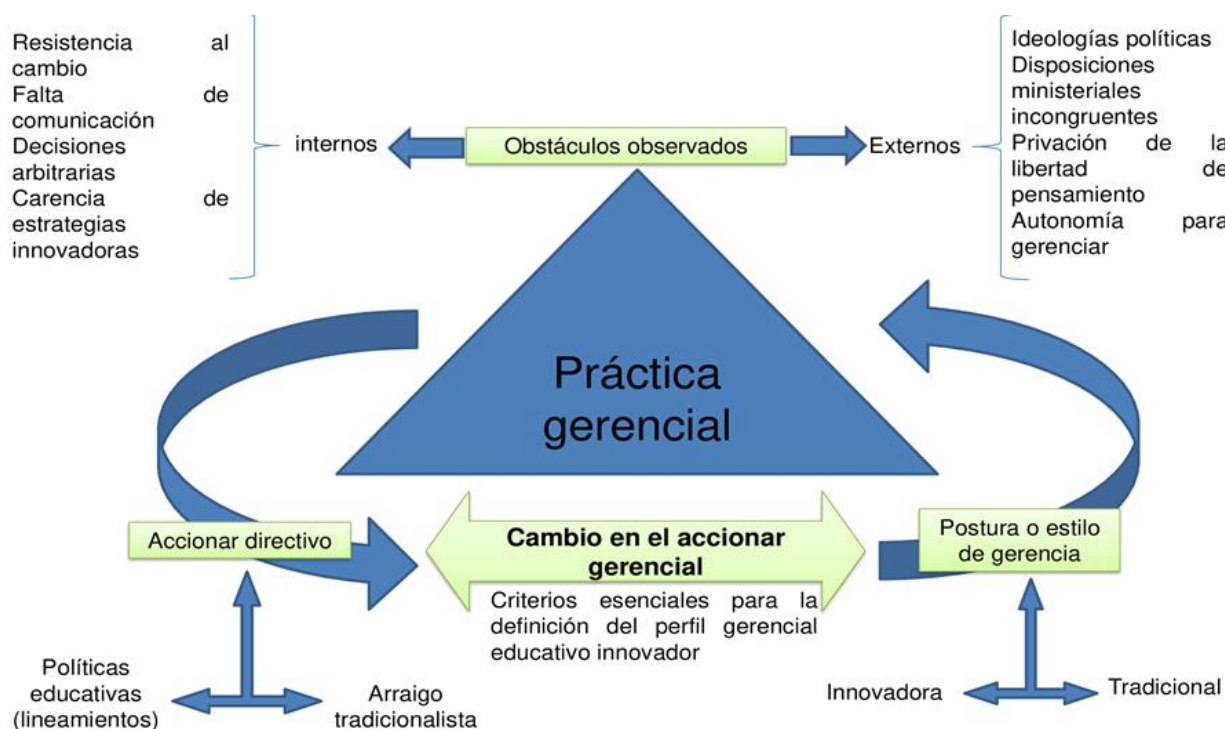 Resistencia al
cambio
Falta de
comunicación
Decisiones
arbitrarias
Carencia de
estrategias
innovadoras
internos
Obstáculos observados
Externos
Ideologías políticas
Disposiciones
ministeriales
incongruentes
Privación de la
libertad de
pensamiento
Autonomía para
gerenciar
Práctica
gerencial
Accionar directivo
Cambio en el accionar
gerencial
Criterios esenciales para la
definición del perfil gerencial
educativo innovador
Postura o estilo
de gerencia
Políticas
educativas
(lineamientos)
Arraigo
tradicionalista
Innovadora
Tradicional